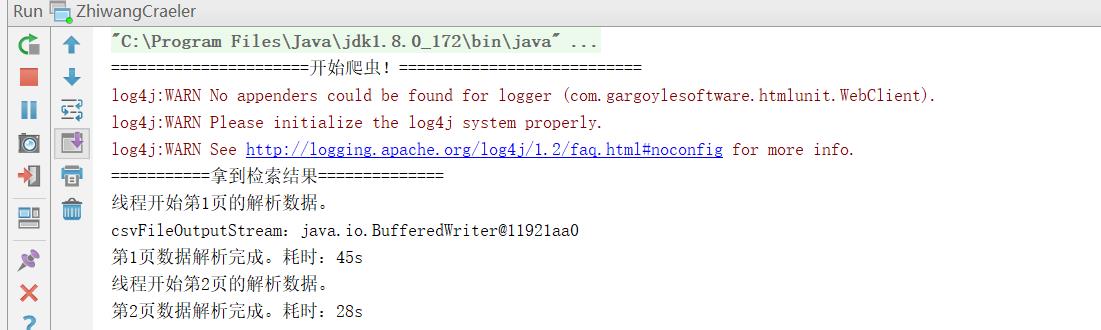 Run ZhiwangCraeler
"C:\Program Files\Java\jdk1.8.0_172\bin\java" ...
======================开始爬虫！===========================
log4j:WARN No appenders could be found for logger (com.gargoylesoftware.htmlunit.WebClient).
log4j:WARN Please initialize the log4j system properly.
log4j:WARN See http://logging.apache.org/log4j/1.2/faq.html#noconfig for more info.
===========拿到检索结果==============
线程开始第1页的解析数据。
csvFileOutputStream：java.io.BufferedWriter@11921aa0
第1页数据解析完成。耗时：45s
线程开始第2页的解析数据。
第2页数据解析完成。耗时：28s